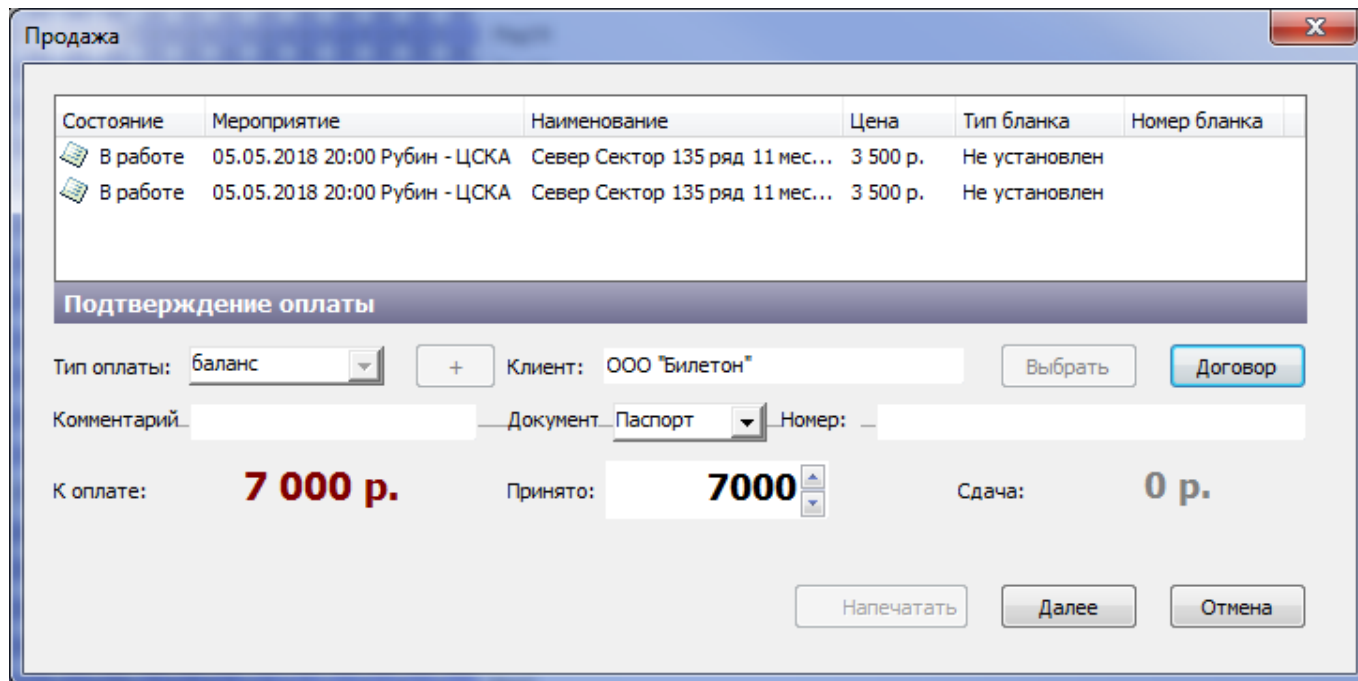 Продажа
Состояние Мероприятие Наименование Цена Тип бланка Номер бланка
В работе 05.05.2018 20:00 Рубин - ЦСКА Север Сектор 135 ряд 11 мес... 3 500 р. Не установлен
В работе 05.05.2018 20:00 Рубин - ЦСКА Север Сектор 135 ряд 11 мес... 3 500 р. Не установлен
Подтверждение оплаты
Тип оплаты: баланс + Клиент: ООО "Билетон" Выбрать Договор
Комментарий Документ Паспорт Номер:
К оплате: 7 000 р. Принято: 7000 Сдача: 0 р.
Напечатать Далее Отмена